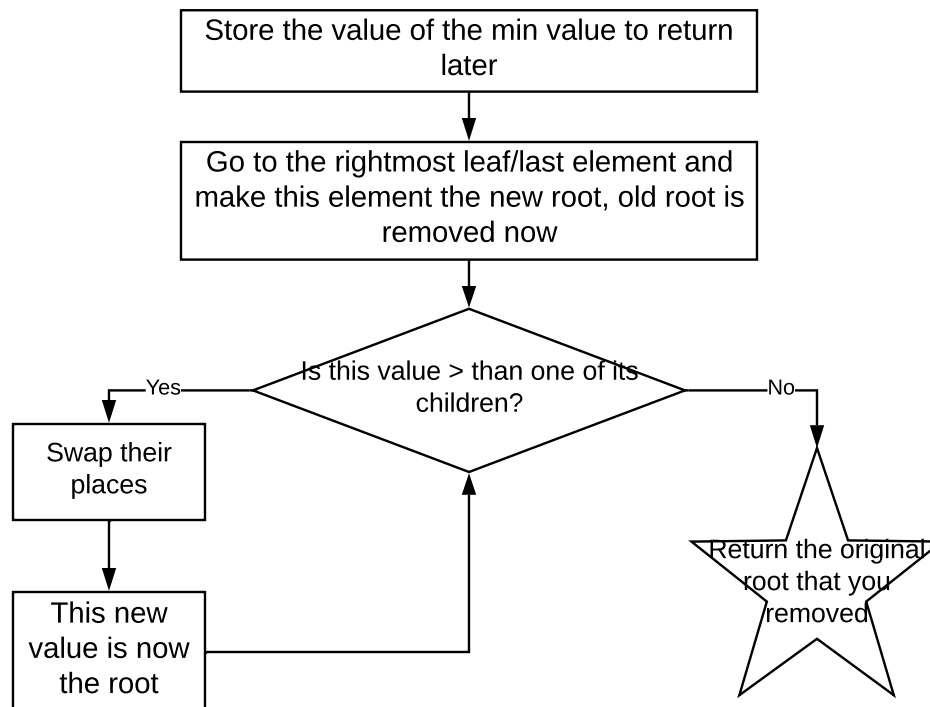 Store the value of the min value to return
later
Go to the rightmost leaf/last element and
make this element the new root, old root is
removed now
Is this value > than one of its
children?
Yes
No
Swap their
places
Return the original
root that you
removed
This new
value is now
the root